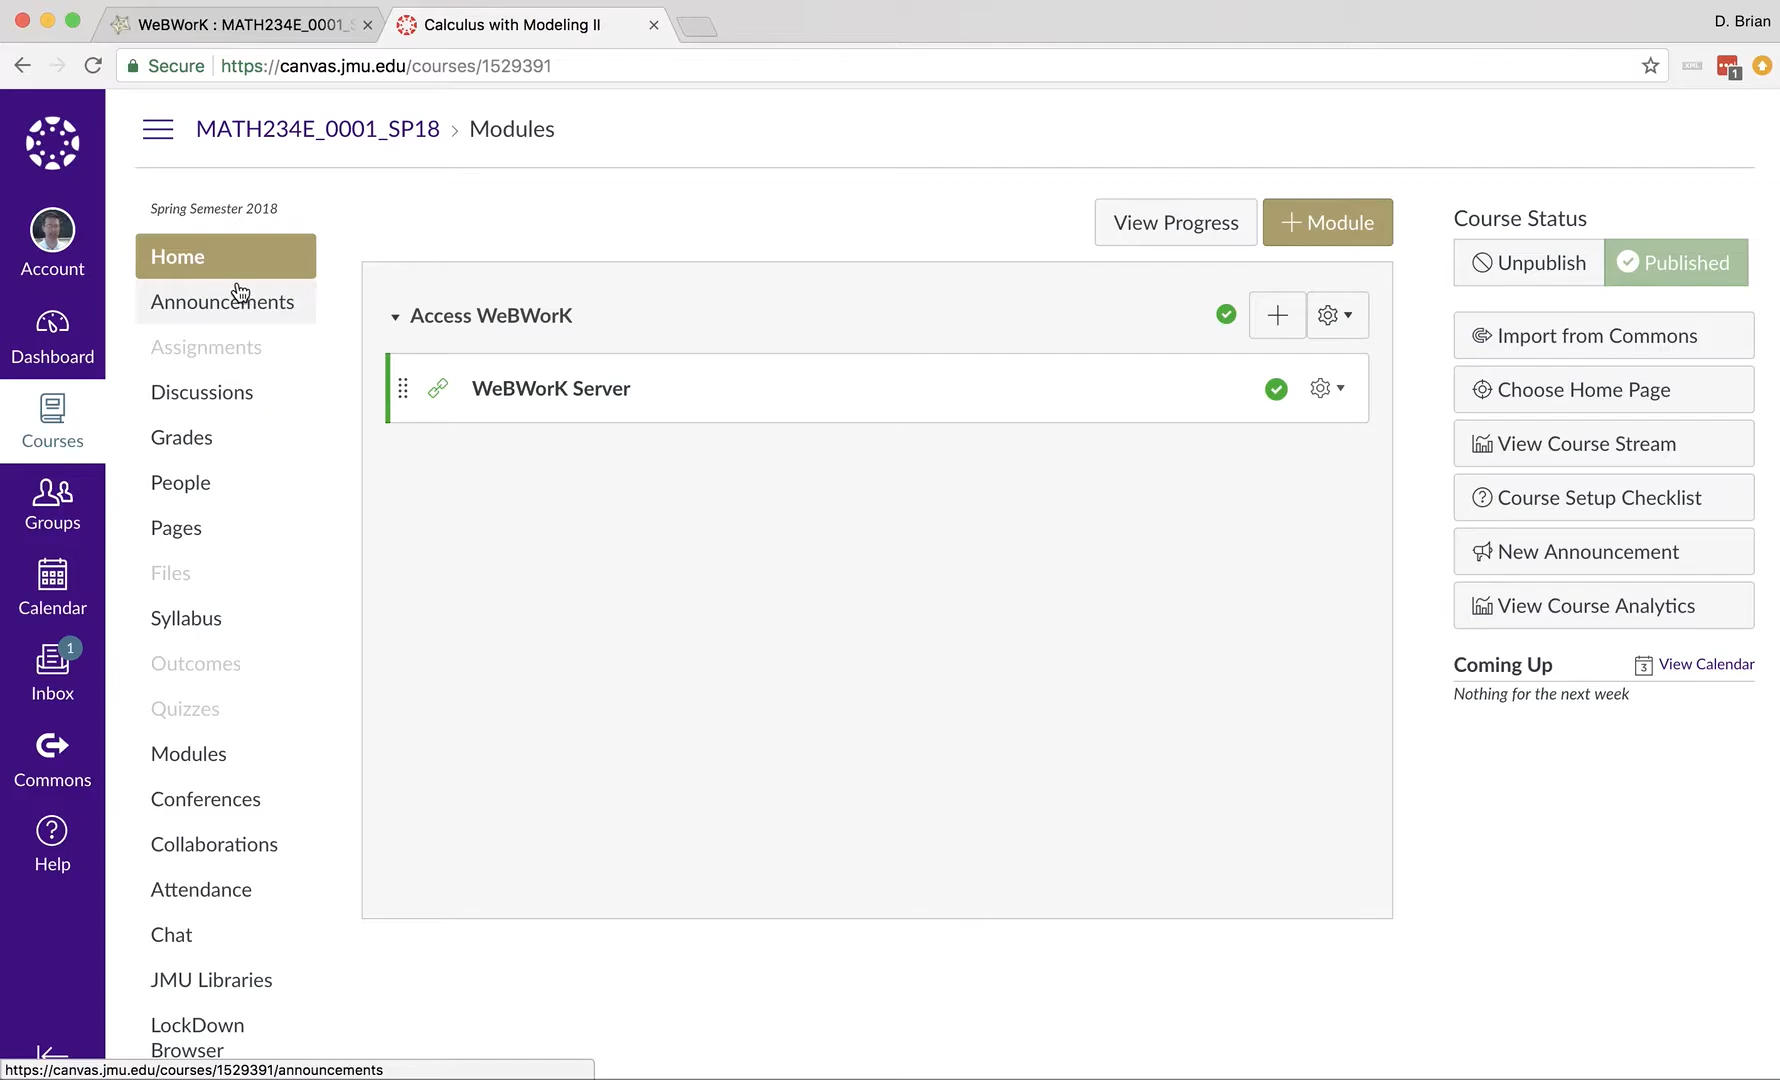 WeBWorK : MATH234E_0001_S
Calculus with Modeling II
D. Brian
Secure
https://canvas.jmu.edu/courses/1529391
XML
1
MATH234E_0001_SP18 > Modules
Account
Dashboard
Courses
Groups
Calendar
1
Inbox
Commons
Help
Spring Semester 2018
Home
Announcements
Assignments
Discussions
Grades
People
Pages
Files
Syllabus
Outcomes
Quizzes
Modules
Conferences
Collaborations
Attendance
Chat
JMU Libraries
LockDown
Browser
View Progress
+ Module
Access WeBWorK
WeBWorK Server
Course Status
Unpublish
Published
Import from Commons
Choose Home Page
View Course Stream
Course Setup Checklist
New Announcement
View Course Analytics
Coming Up
3 View Calendar
Nothing for the next week
https://canvas.jmu.edu/courses/1529391/announcements